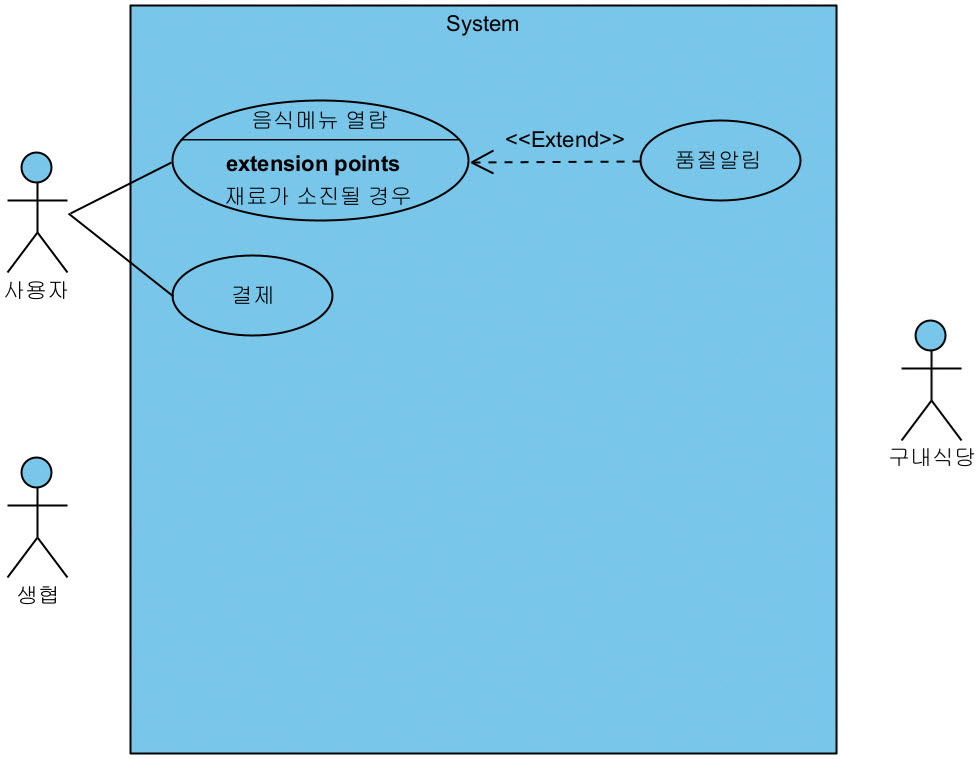 System
음식메뉴 열람
extension points
재료가 소진될 경우
<<Extend>>
품절알림
사용자
결제
구내식당
생협